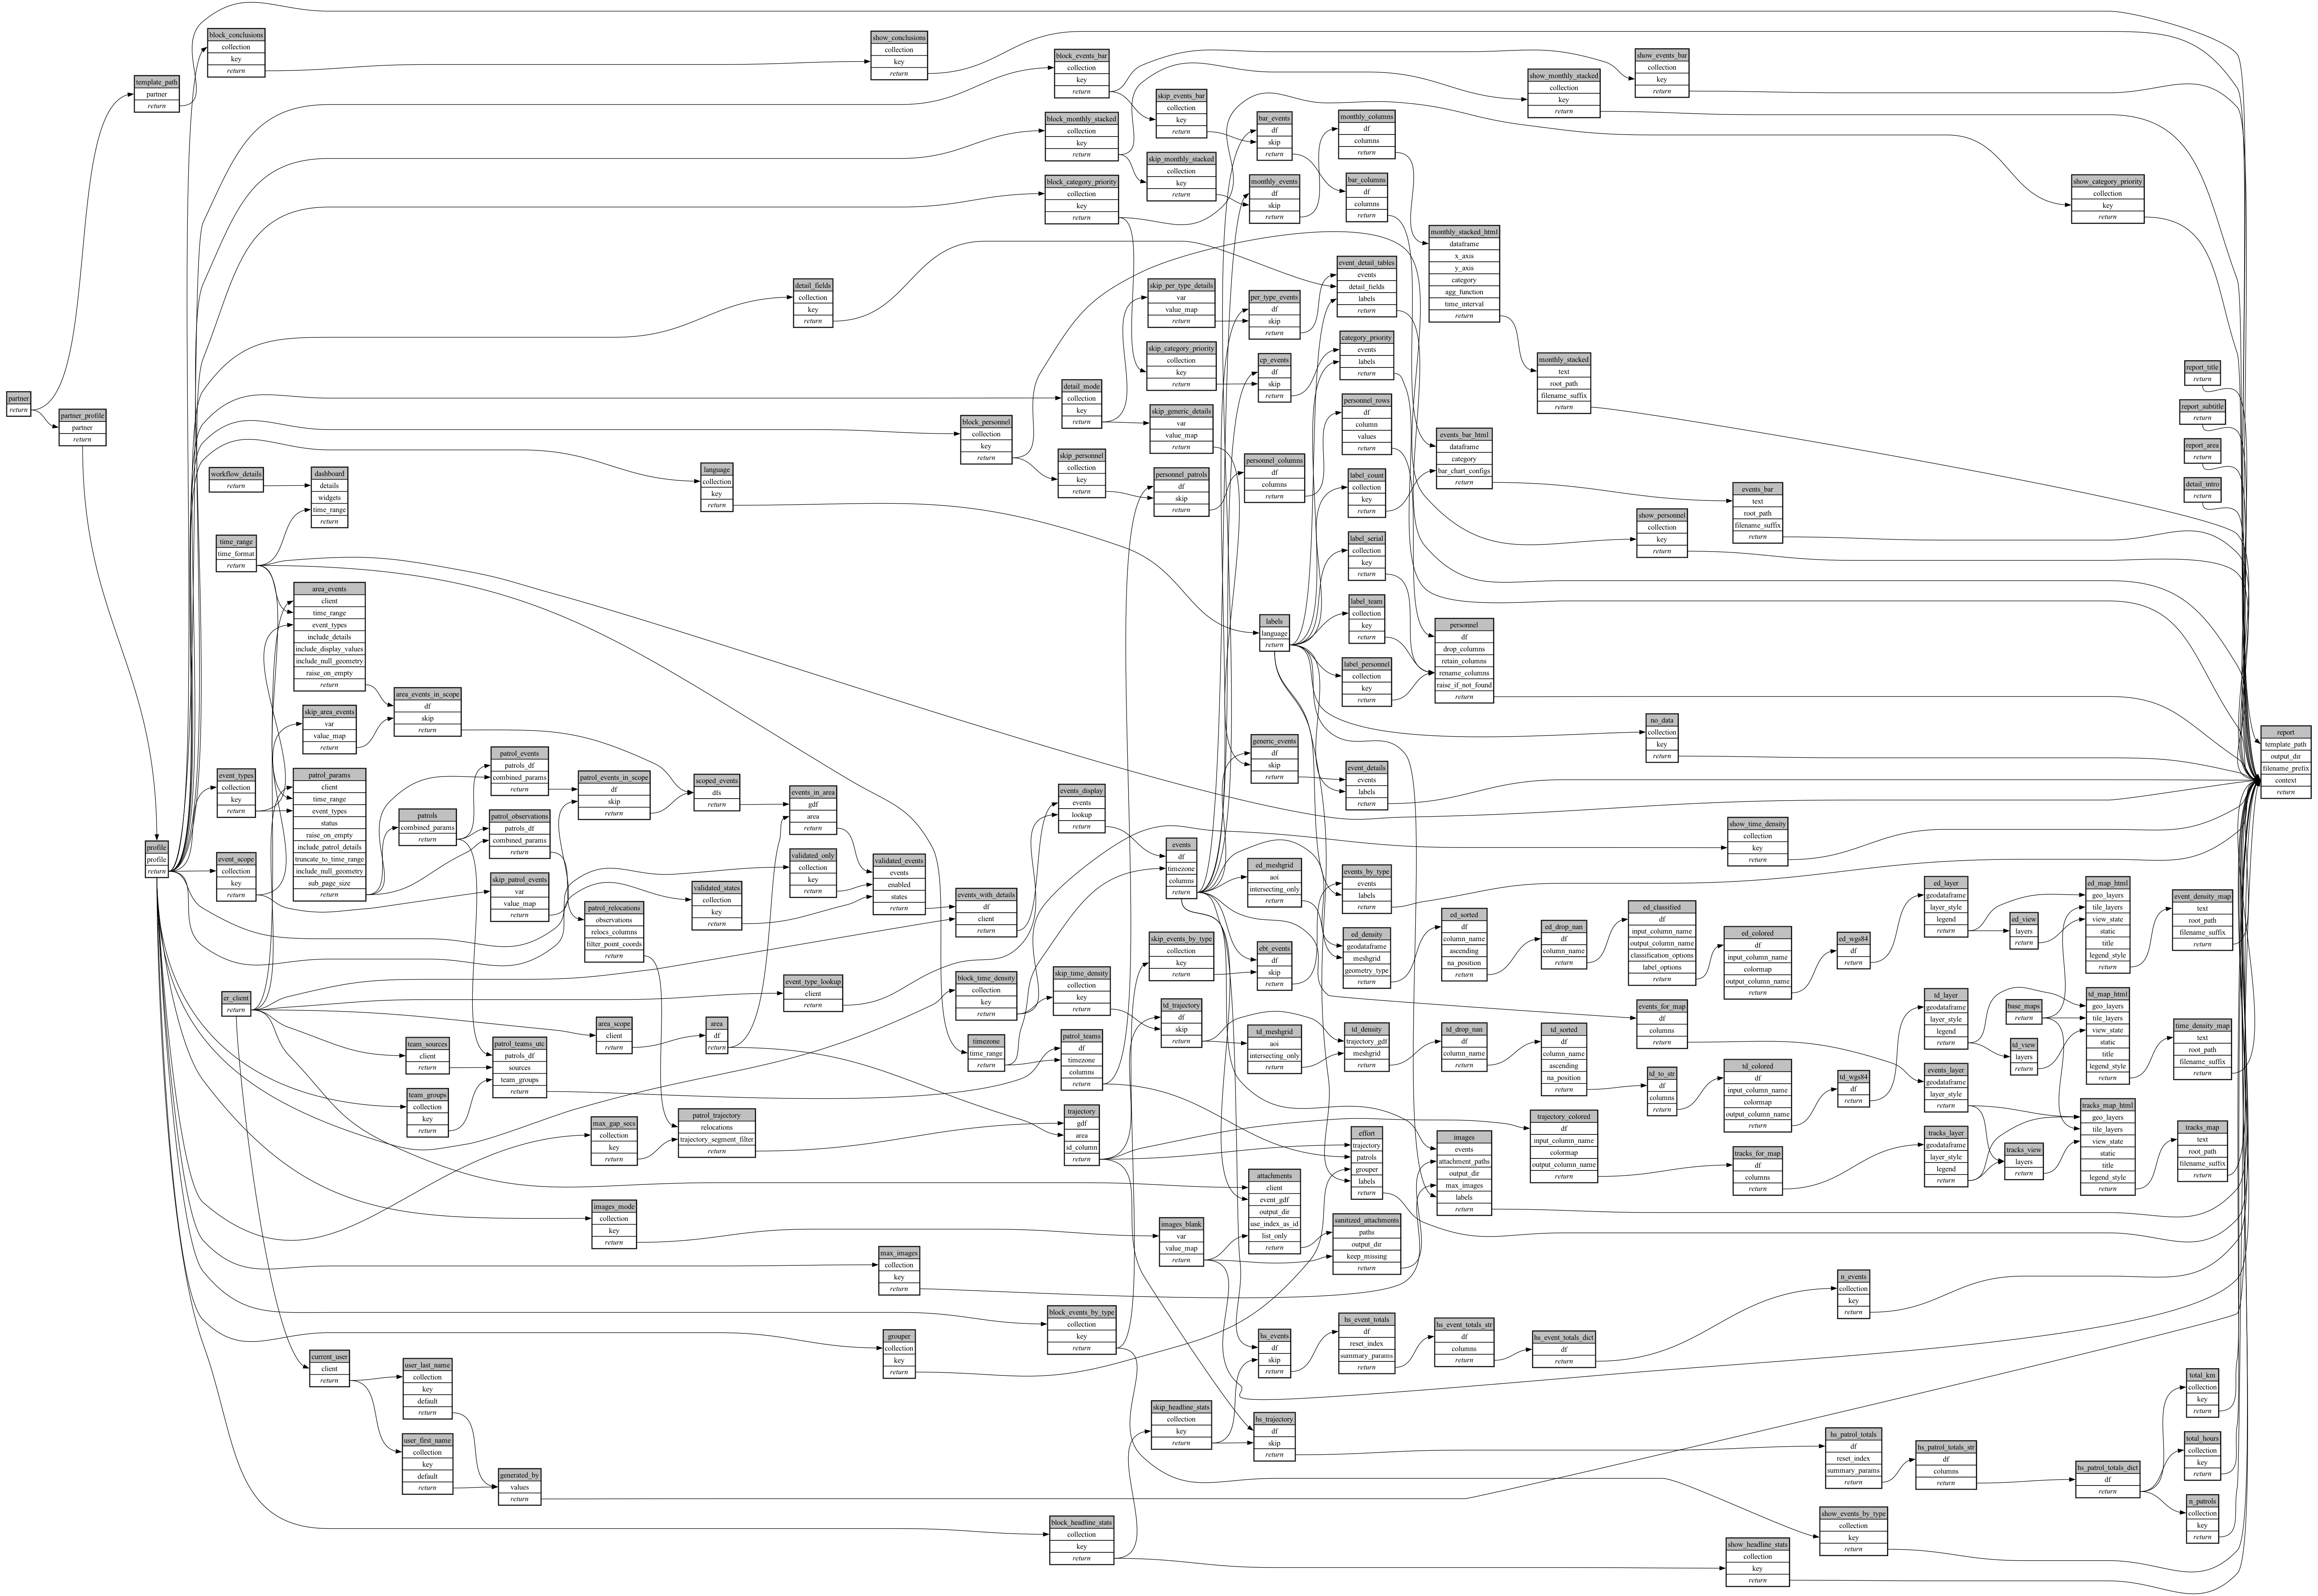 partner
return
partner_profile
partner
return
template_path
partner
return
profile
profile
return
block_conclusions
collection
key
return
workflow_details
return
dashboard
details
widgets
time_range
return
time_range
time_format
return
area_events
client
time_range
event_types
include_details
include_display_values
include_null_geometry
raise_on_empty
return
skip_area_events
var
value_map
return
area_events_in_scope
df
skip
return
event_types
collection
key
return
event_scope
collection
key
return
patrol_params
client
time_range
event_types
status
raise_on_empty
include_patrol_details
truncate_to_time_range
include_null_geometry
sub_page_size
return
patrols
combined_params
return
patrol_events
patrols_df
combined_params
return
patrol_observations
patrols_df
combined_params
return
skip_patrol_events
var
value_map
return
patrol_events_in_scope
df
skip
return
patrol_relocations
observations
relocs_columns
filter_point_coords
return
scoped_events
dfs
return
validated_states
collection
key
return
events_in_area
gdf
area
return
validated_only
collection
key
return
validated_events
events
enabled
states
return
events_with_details
df
client
return
events_display
events
lookup
return
er_client
return
event_type_lookup
client
return
team_sources
client
return
team_groups
collection
key
return
patrol_teams_utc
patrols_df
sources
team_groups
return
area_scope
client
return
area
df
return
max_gap_secs
collection
key
return
patrol_trajectory
relocations
trajectory_segment_filter
return
images_mode
collection
key
return
max_images
collection
key
return
grouper
collection
key
return
current_user
client
return
user_last_name
collection
key
default
return
user_first_name
collection
key
default
return
generated_by
values
return
show_conclusions
collection
key
return
detail_fields
collection
key
return
language
collection
key
return
block_personnel
collection
key
return
block_events_bar
collection
key
return
block_monthly_stacked
collection
key
return
block_category_priority
collection
key
return
detail_mode
collection
key
return
skip_personnel
collection
key
return
block_time_density
collection
key
return
timezone
time_range
return
skip_time_density
collection
key
return
patrol_teams
df
timezone
columns
return
trajectory
gdf
area
id_column
return
block_events_by_type
collection
key
return
block_headline_stats
collection
key
return
skip_events_bar
collection
key
return
skip_monthly_stacked
collection
key
return
skip_per_type_details
var
value_map
return
skip_category_priority
collection
key
return
skip_generic_details
var
value_map
return
personnel_patrols
df
skip
return
events
df
timezone
columns
return
skip_events_by_type
collection
key
return
td_trajectory
df
skip
return
images_blank
var
value_map
return
skip_headline_stats
collection
key
return
bar_events
df
skip
return
monthly_events
df
skip
return
per_type_events
df
skip
return
cp_events
df
skip
return
personnel_columns
df
columns
return
labels
language
return
generic_events
df
skip
return
ed_meshgrid
aoi
intersecting_only
return
ebt_events
df
skip
return
td_meshgrid
aoi
intersecting_only
return
attachments
client
event_gdf
output_dir
use_index_as_id
list_only
return
hs_events
df
skip
return
hs_trajectory
df
skip
return
monthly_columns
df
columns
return
bar_columns
df
columns
return
event_detail_tables
events
detail_fields
labels
return
category_priority
events
labels
return
personnel_rows
df
column
values
return
label_count
collection
key
return
label_serial
collection
key
return
label_team
collection
key
return
label_personnel
collection
key
return
event_details
events
labels
return
events_by_type
events
labels
return
ed_density
geodataframe
meshgrid
geometry_type
return
td_density
trajectory_gdf
meshgrid
return
effort
trajectory
patrols
grouper
labels
return
sanitized_attachments
paths
output_dir
keep_missing
return
hs_event_totals
df
reset_index
summary_params
return
monthly_stacked_html
dataframe
x_axis
y_axis
category
agg_function
time_interval
return
events_bar_html
dataframe
category
bar_chart_configs
return
personnel
df
drop_columns
retain_columns
rename_columns
raise_if_not_found
return
ed_sorted
df
column_name
ascending
na_position
return
td_drop_nan
df
column_name
return
images
events
attachment_paths
output_dir
max_images
labels
return
hs_event_totals_str
df
columns
return
show_monthly_stacked
collection
key
return
monthly_stacked
text
root_path
filename_suffix
return
ed_drop_nan
df
column_name
return
td_sorted
df
column_name
ascending
na_position
return
trajectory_colored
df
input_column_name
colormap
output_column_name
return
hs_event_totals_dict
df
return
show_events_bar
collection
key
return
show_personnel
collection
key
return
no_data
collection
key
return
ed_classified
df
input_column_name
output_column_name
classification_options
label_options
return
events_for_map
df
columns
return
td_to_str
df
columns
return
events_bar
text
root_path
filename_suffix
return
show_time_density
collection
key
return
ed_colored
df
input_column_name
colormap
output_column_name
return
td_colored
df
input_column_name
colormap
output_column_name
return
tracks_for_map
df
columns
return
show_headline_stats
collection
key
return
ed_wgs84
df
return
td_wgs84
df
return
n_events
collection
key
return
hs_patrol_totals
df
reset_index
summary_params
return
show_events_by_type
collection
key
return
ed_layer
geodataframe
layer_style
legend
return
td_layer
geodataframe
layer_style
legend
return
events_layer
geodataframe
layer_style
return
tracks_layer
geodataframe
layer_style
legend
return
hs_patrol_totals_str
df
columns
return
ed_view
layers
return
base_maps
return
td_view
layers
return
tracks_view
layers
return
show_category_priority
collection
key
return
ed_map_html
geo_layers
tile_layers
view_state
static
title
legend_style
return
td_map_html
geo_layers
tile_layers
view_state
static
title
legend_style
return
tracks_map_html
geo_layers
tile_layers
view_state
static
title
legend_style
return
hs_patrol_totals_dict
df
return
report_title
return
report_subtitle
return
report_area
return
detail_intro
return
event_density_map
text
root_path
filename_suffix
return
time_density_map
text
root_path
filename_suffix
return
tracks_map
text
root_path
filename_suffix
return
total_km
collection
key
return
total_hours
collection
key
return
n_patrols
collection
key
return
report
template_path
output_dir
filename_prefix
context
return